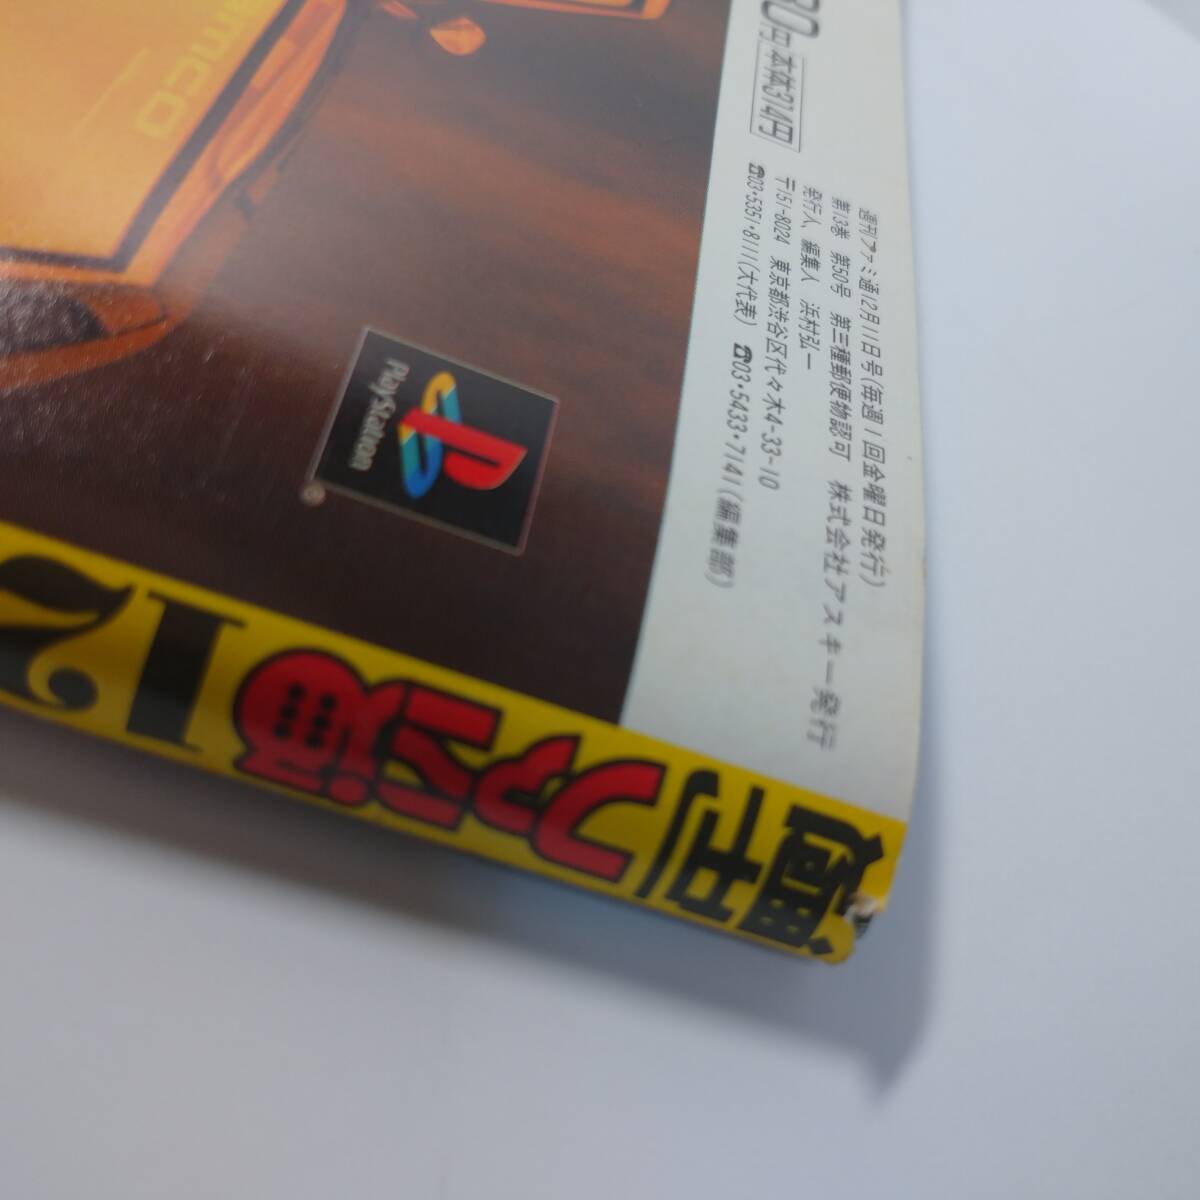 週刊ファミ通12月11日号(毎週1回金曜日発行)
第13巻 第50号 第三種郵便物認可 株式会社アスキー発行
発行人、編集人 浜村弘一
〒151-8024 東京都渋谷区代々木4-33-10
☎03・5351・8111(大代表) ☎03・5433・7141(編集部)
80円 本体314円
amco
PlayStation
®
週刊ファミ通 12